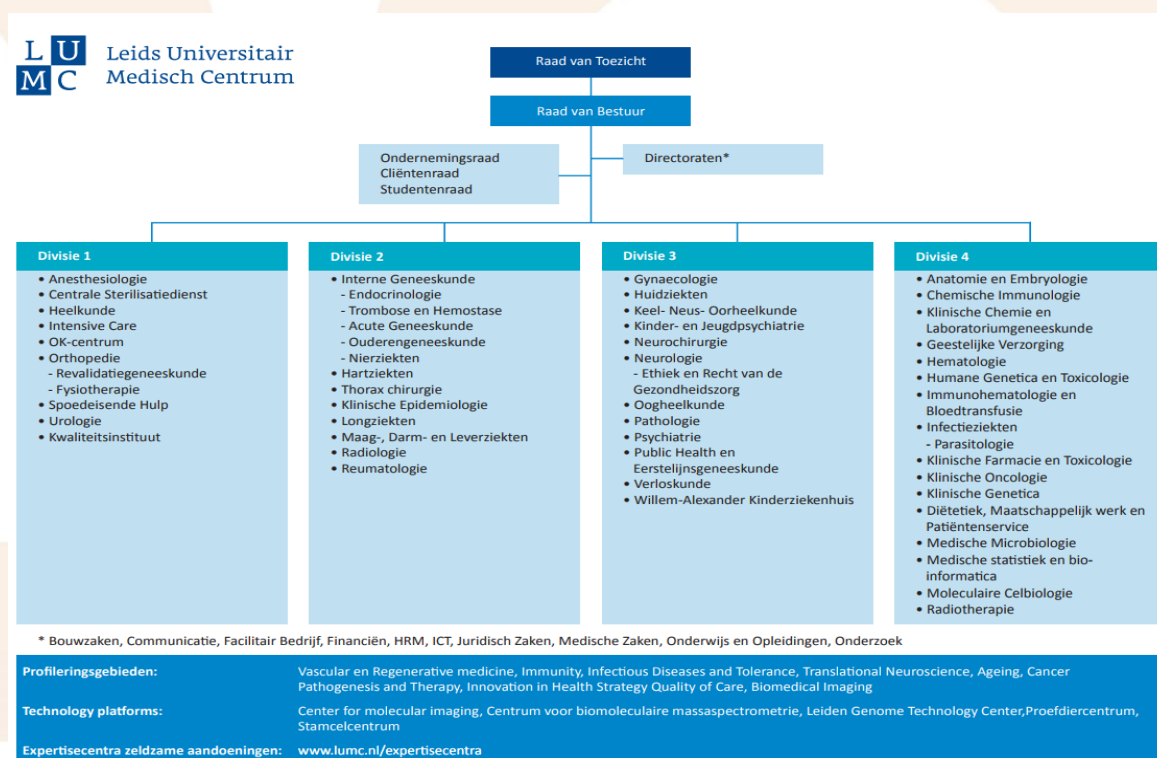 LUMC
Leids Universitair
Medisch Centrum
Raad van Toezicht
Raad van Bestuur
Ondernemingsraad
Cliëntenraad
Studentenraad
Directoraten*
Divisie 1
• Anesthesiologie
• Centrale Sterilisatiedienst
• Heelkunde
• Intensive Care
• OK-centrum
• Orthopedie
- Revalidatiegeneeskunde
- Fysiotherapie
• Spoedeisende Hulp
• Urologie
• Kwaliteitsinstituut
Divisie 2
• Interne Geneeskunde
- Endocrinologie
- Trombose en Hemostase
- Acute Geneeskunde
- Ouderengeneeskunde
- Nierziekten
• Hartziekten
• Thorax chirurgie
• Klinische Epidemiologie
• Longziekten
• Maag-, Darm- en Leverziekten
• Radiologie
• Reumatologie
Divisie 3
• Gynaecologie
• Huidziekten
• Keel- Neus- Oorheelkunde
• Kinder- en Jeugdpsychiatrie
• Neurochirurgie
• Neurologie
- Ethiek en Recht van de
Gezondheidszorg
• Oogheelkunde
• Pathologie
• Psychiatrie
• Public Health en
Eerstelijnsgeneeskunde
• Verloskunde
• Willem-Alexander Kinderziekenhuis
Divisie 4
• Anatomie en Embryologie
• Chemische Immunologie
• Klinische Chemie en
Laboratoriumgeneeskunde
• Geestelijke Verzorging
• Hematologie
• Humane Genetica en Toxicologie
• Immunohematologie en
Bloedtransfusie
• Infectieziekten
- Parasitologie
• Klinische Farmacie en Toxicologie
• Klinische Oncologie
• Klinische Genetica
• Diëtetiek, Maatschappelijk werk en
Patiëntenservice
• Medische Microbiologie
• Medische statistiek en bio-
informatica
• Moleculaire Celbiologie
• Radiotherapie
* Bouwzaken, Communicatie, Facilitair Bedrijf, Financiën, HRM, ICT, Juridisch Zaken, Medische Zaken, Onderwijs en Opleidingen, Onderzoek
Profileringsgebieden: Vascular en Regenerative medicine, Immunity, Infectious Diseases and Tolerance, Translational Neuroscience, Ageing, Cancer
Pathogenesis and Therapy, Innovation in Health Strategy Quality of Care, Biomedical Imaging
Technology platforms: Center for molecular imaging, Centrum voor biomoleculaire massaspectrometrie, Leiden Genome Technology Center,Proefdiercentrum,
Stamcelcentrum
Expertisecentra zeldzame aandoeningen: www.lumc.nl/expertisecentra